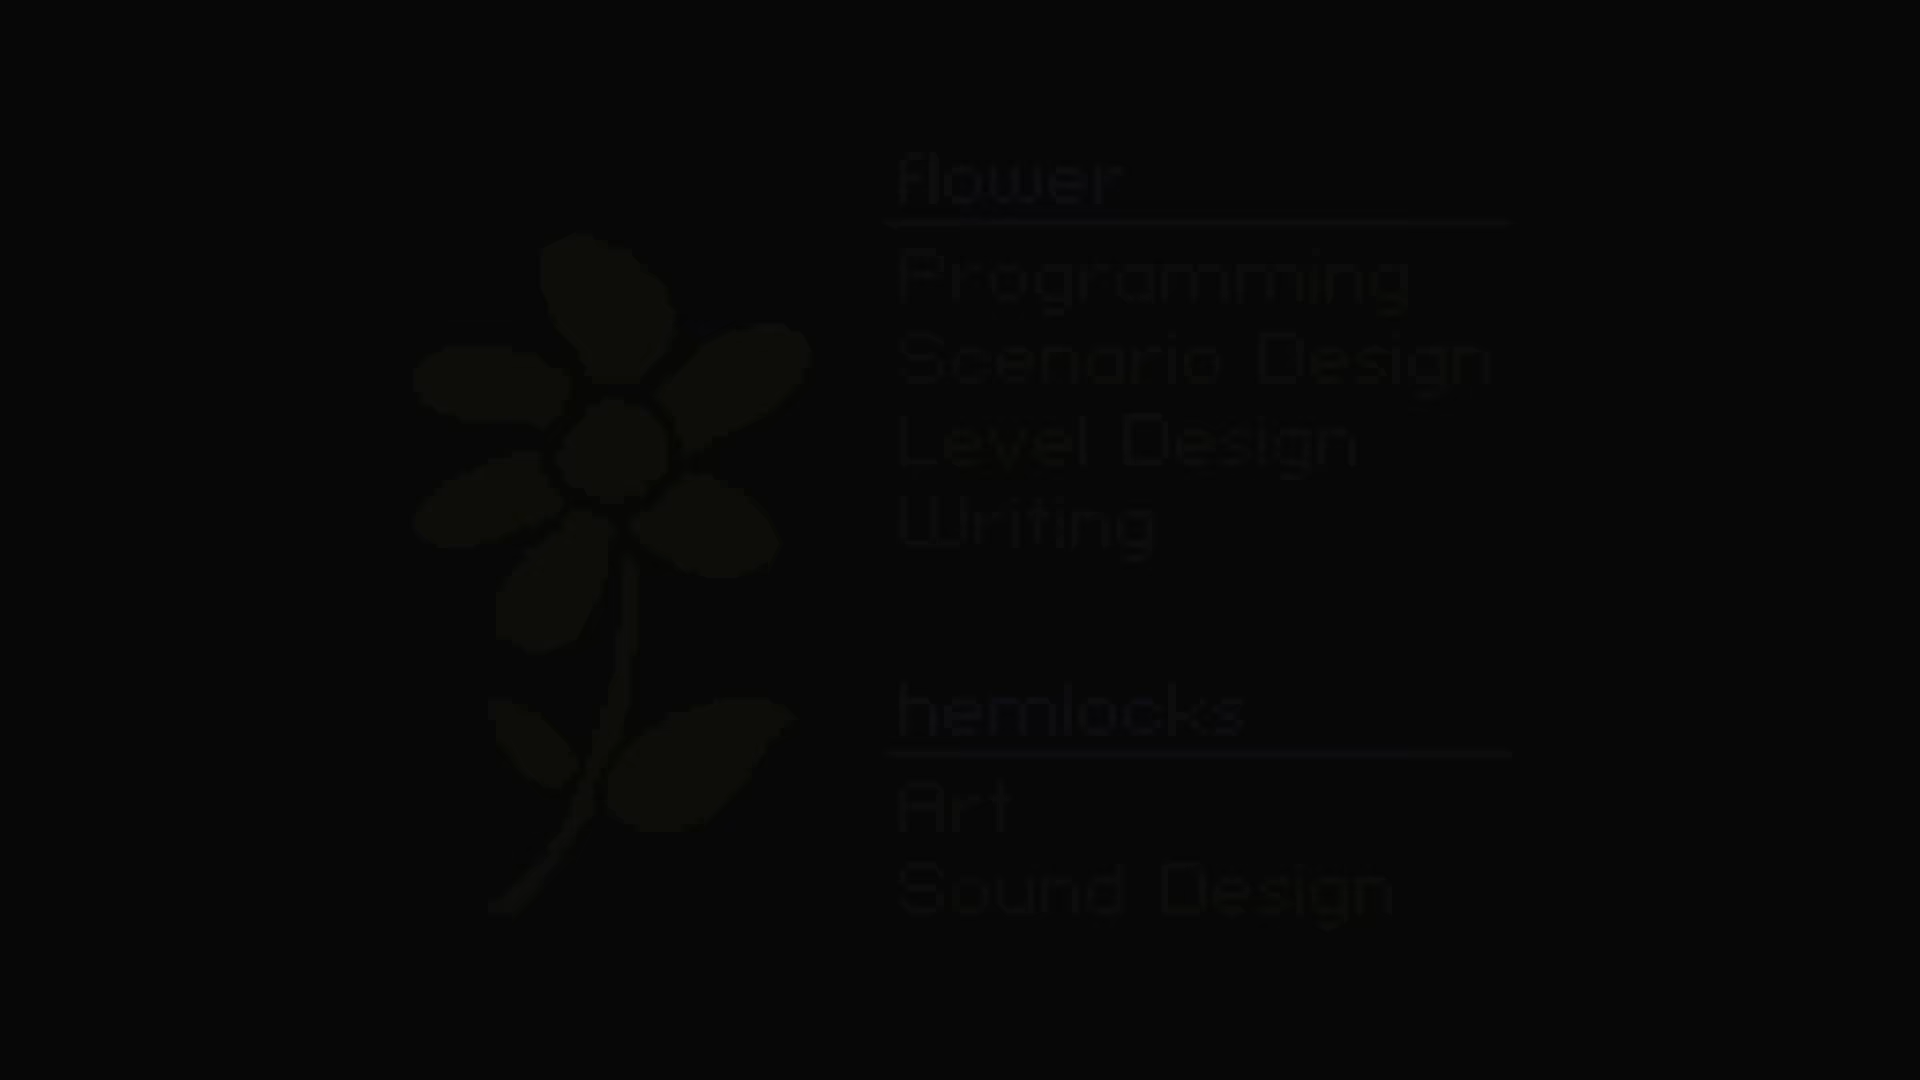 flower
Programming
Scenario Design
Level Design
Writing
hemlocks
Art
Sound Design